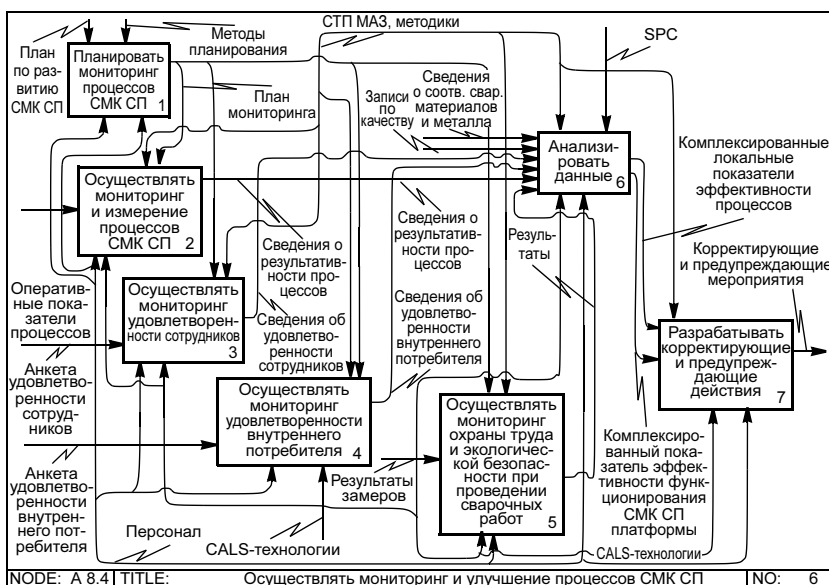 СТП МАЗ, методики
План
по раз-
витию
СМК СП
Методы
планирования
SPC
Планировать
мониторинг
процессов
СМК СП 1
План
мониторинга
Записи
по
качеству
Сведения
о соотв. свар.
материалов
и металла
Анализи-
ровать
данные 6
Комплексированные
локальные
показатели
эффективности
процессов
Осуществлять
мониторинг
и измерение
процессов
СМК СП 2
Сведения о
результатив-
ности про-
цессов
Сведения о
результатив-
ности про-
цессов
Резуль-
таты
Корректирующие
и предупреждающие
мероприятия
Оперативные пока-
затели
процессов
Осуществлять
мониторинг
удовлетворен-
ности сотрудников 3
Сведения об
удовлетво-
ренности
сотрудников
Сведения об
удовлетво-
ренности
внутреннего
потребителя
Разрабатывать
корректирующие
и предупреж-
дающие
действия 7
Анкета
удовлетво-
ренности
сотруд-
ников
Осуществлять
мониторинг
удовлетворенности
внутреннего
потребителя 4
Осуществлять
мониторинг
охраны труда
и экологичес-
кой безопас-
ности при
проведении
сварочных
работ 5
Комплексиро-
ванный пока-
затель эффек-
тивности функ-
ционирования
СМК СП
платформы
Анкета
удовлетво-
ренности
внутрен-
него пот-
ребителя
Результаты
замеров
Персонал
CALS-технологии
CALS-технологии
NODE: A 8.4 TITLE: Осуществлять мониторинг и улучшение процессов СМК СП NO: 6